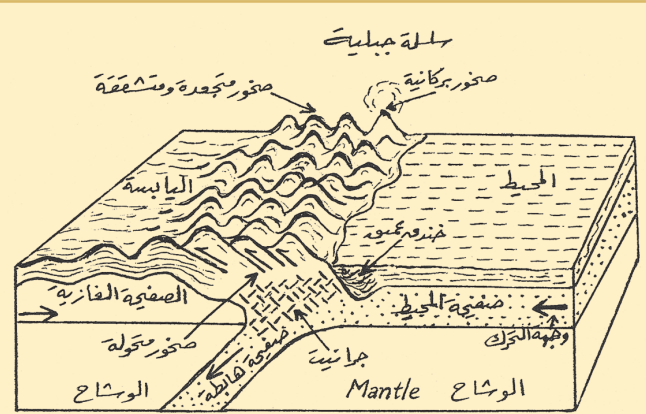 سلسلة جبلية
صخور بركانية
صخور متجعدة ومتشققة
المحيط
اليابسة
خندق عميق
الصفيحة القارية
صفيحة المحيط
وجهة التحرك
صخور متحولة
جرانيت
صفيحة هابطة
الوشاح
Mantle الوشاح